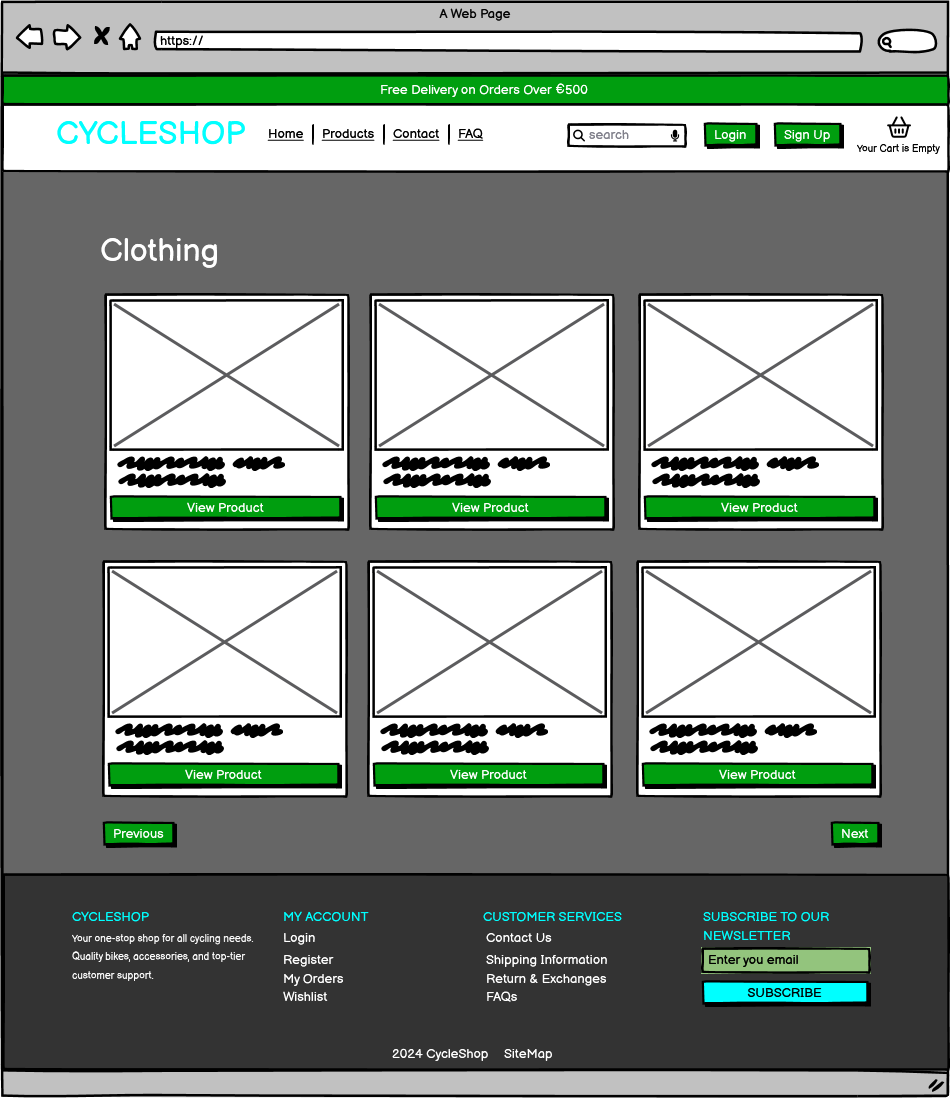 A Web Page
https://
Free Delivery on Orders Over €500
CYCLESHOP Home Products Contact FAQ search Login Sign Up
Your Cart is Empty
Clothing
View Product View Product View Product
View Product View Product View Product
Previous Next
CYCLESHOP
Your one-stop shop for all cycling needs.
Quality bikes, accessories, and top-tier
customer support.
MY ACCOUNT
Login
Register
My Orders
Wishlist
CUSTOMER SERVICES
Contact Us
Shipping Information
Return & Exchanges
FAQs
SUBSCRIBE TO OUR
NEWSLETTER
Enter you email
SUBSCRIBE
2024 CycleShop SiteMap